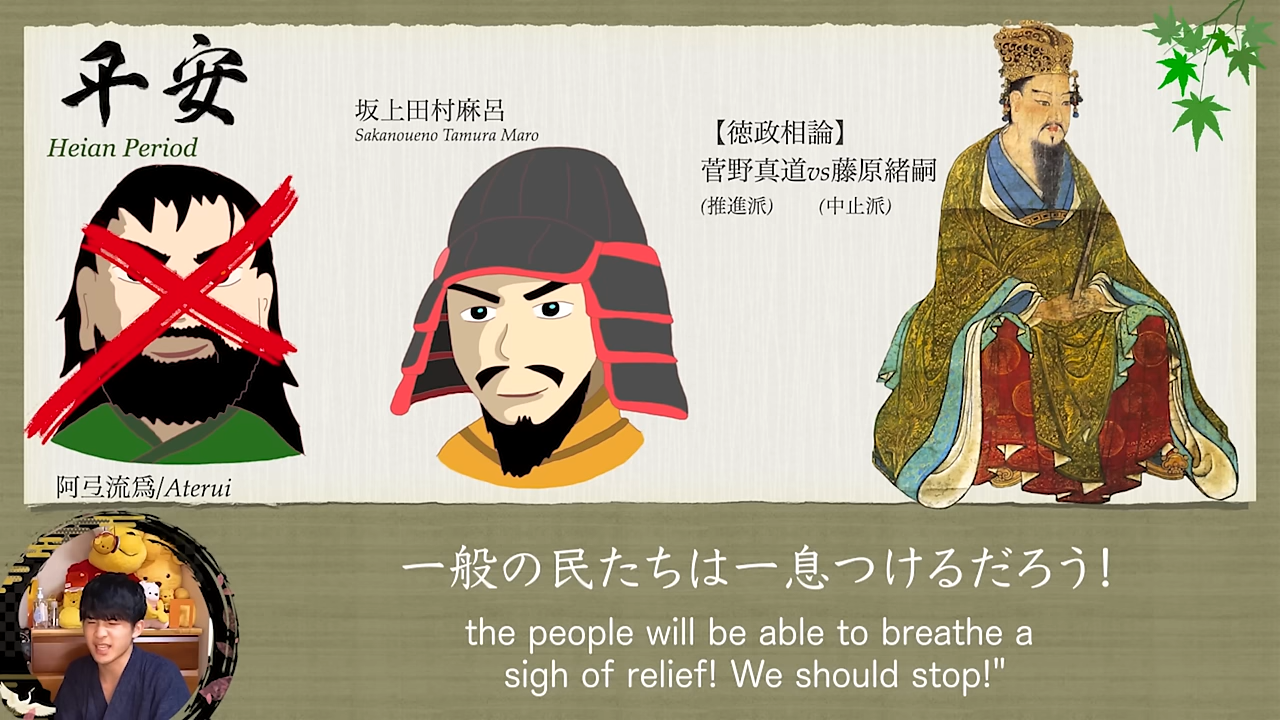 平安
Heian Period
坂上田村麻呂
Sakanoueno Tamura Maro
【徳政相論】
菅野真道vs藤原緒嗣
(推進派) (中止派)
阿弖流爲/Aterui
一般の民たちは一息つけるだろう!
the people will be able to breathe a
sigh of relief! We should stop!"